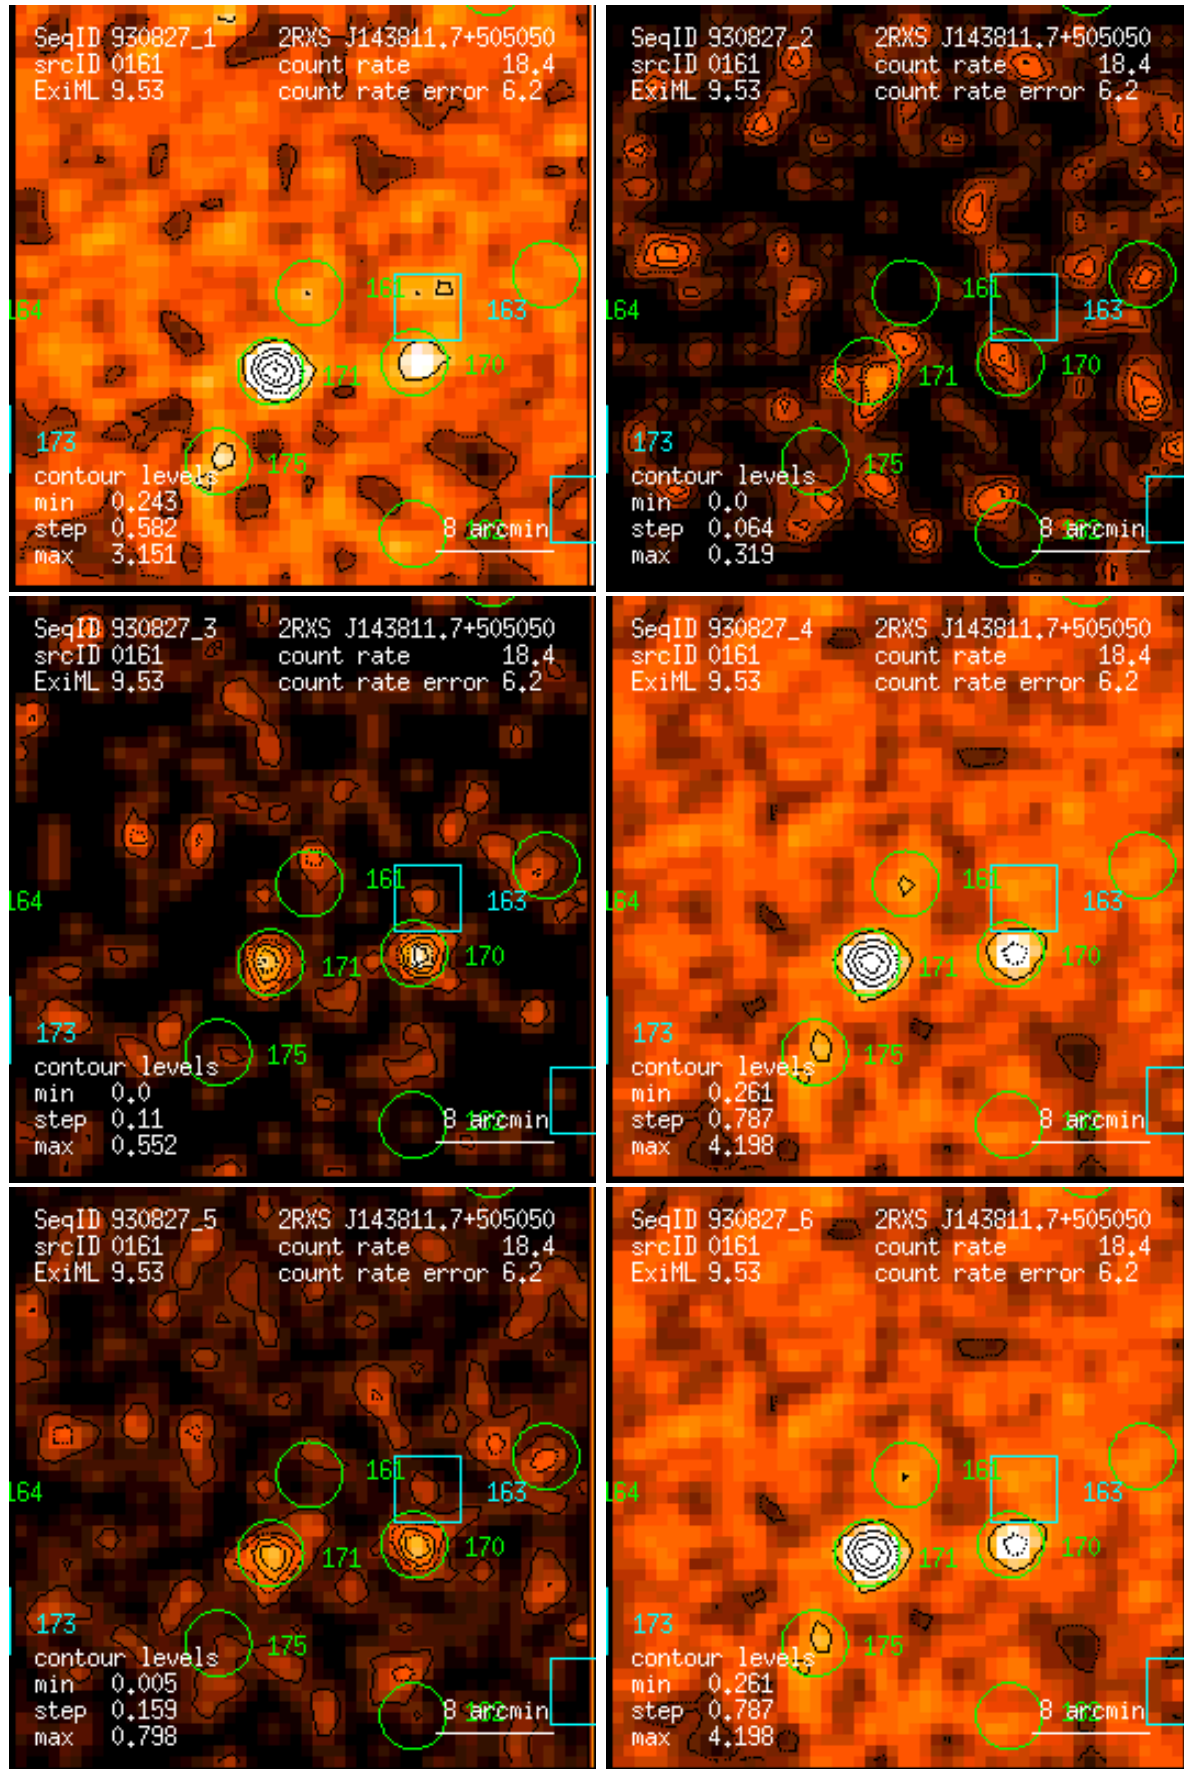 SeqID 930827_1 2RXS J143811.7+505050
srcID 0161 count rate 18.4
ExiML 9.53 count rate error 6.2
161
164 163
171 170
173
175
contour levels
min 0.243
step 0.582 8 arcmin
max 3.151
SeqID 930827_2 2RXS J143811.7+505050
srcID 0161 count rate 18.4
ExiML 9.53 count rate error 6.2
161
164 163
171 170
173
175
contour levels
min 0.0
step 0.064 8 arcmin
max 0.319
SeqID 930827_3 2RXS J143811.7+505050
srcID 0161 count rate 18.4
ExiML 9.53 count rate error 6.2
161
164 163
171 170
173
175
contour levels
min 0.0
step 0.11 8 arcmin
max 0.552
SeqID 930827_4 2RXS J143811.7+505050
srcID 0161 count rate 18.4
ExiML 9.53 count rate error 6.2
161
164 163
171 170
173
175
contour levels
min 0.261
step 0.787 8 arcmin
max 4.198
SeqID 930827_5 2RXS J143811.7+505050
srcID 0161 count rate 18.4
ExiML 9.53 count rate error 6.2
161
164 163
171 170
173
175
contour levels
min 0.005
step 0.159 8 arcmin
max 0.798
SeqID 930827_6 2RXS J143811.7+505050
srcID 0161 count rate 18.4
ExiML 9.53 count rate error 6.2
161
164 163
171 170
173
175
contour levels
min 0.261
step 0.787 8 arcmin
max 4.198